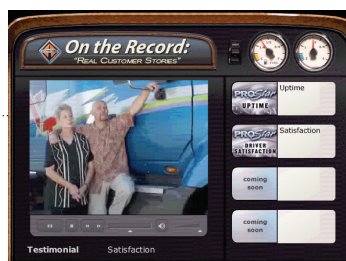 On the Record:
"REAL CUSTOMER STORIES"
PROStar
UPTIME
Uptime
PROStar
DRIVER
SATISFACTION
Satisfaction
coming
soon
coming
soon
Testimonial Satisfaction